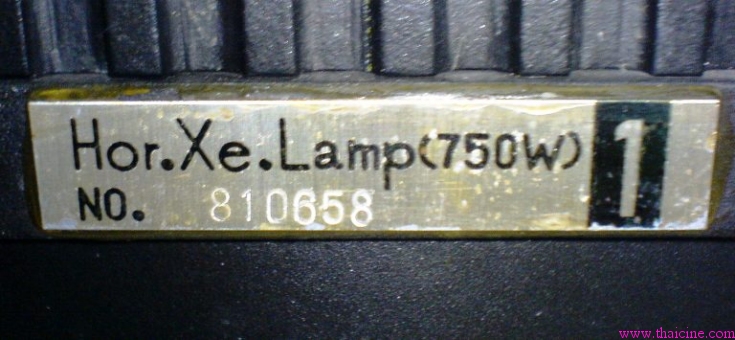 Hor.Xe.Lamp(750W) 1
NO. 810658
www.thaicine.com